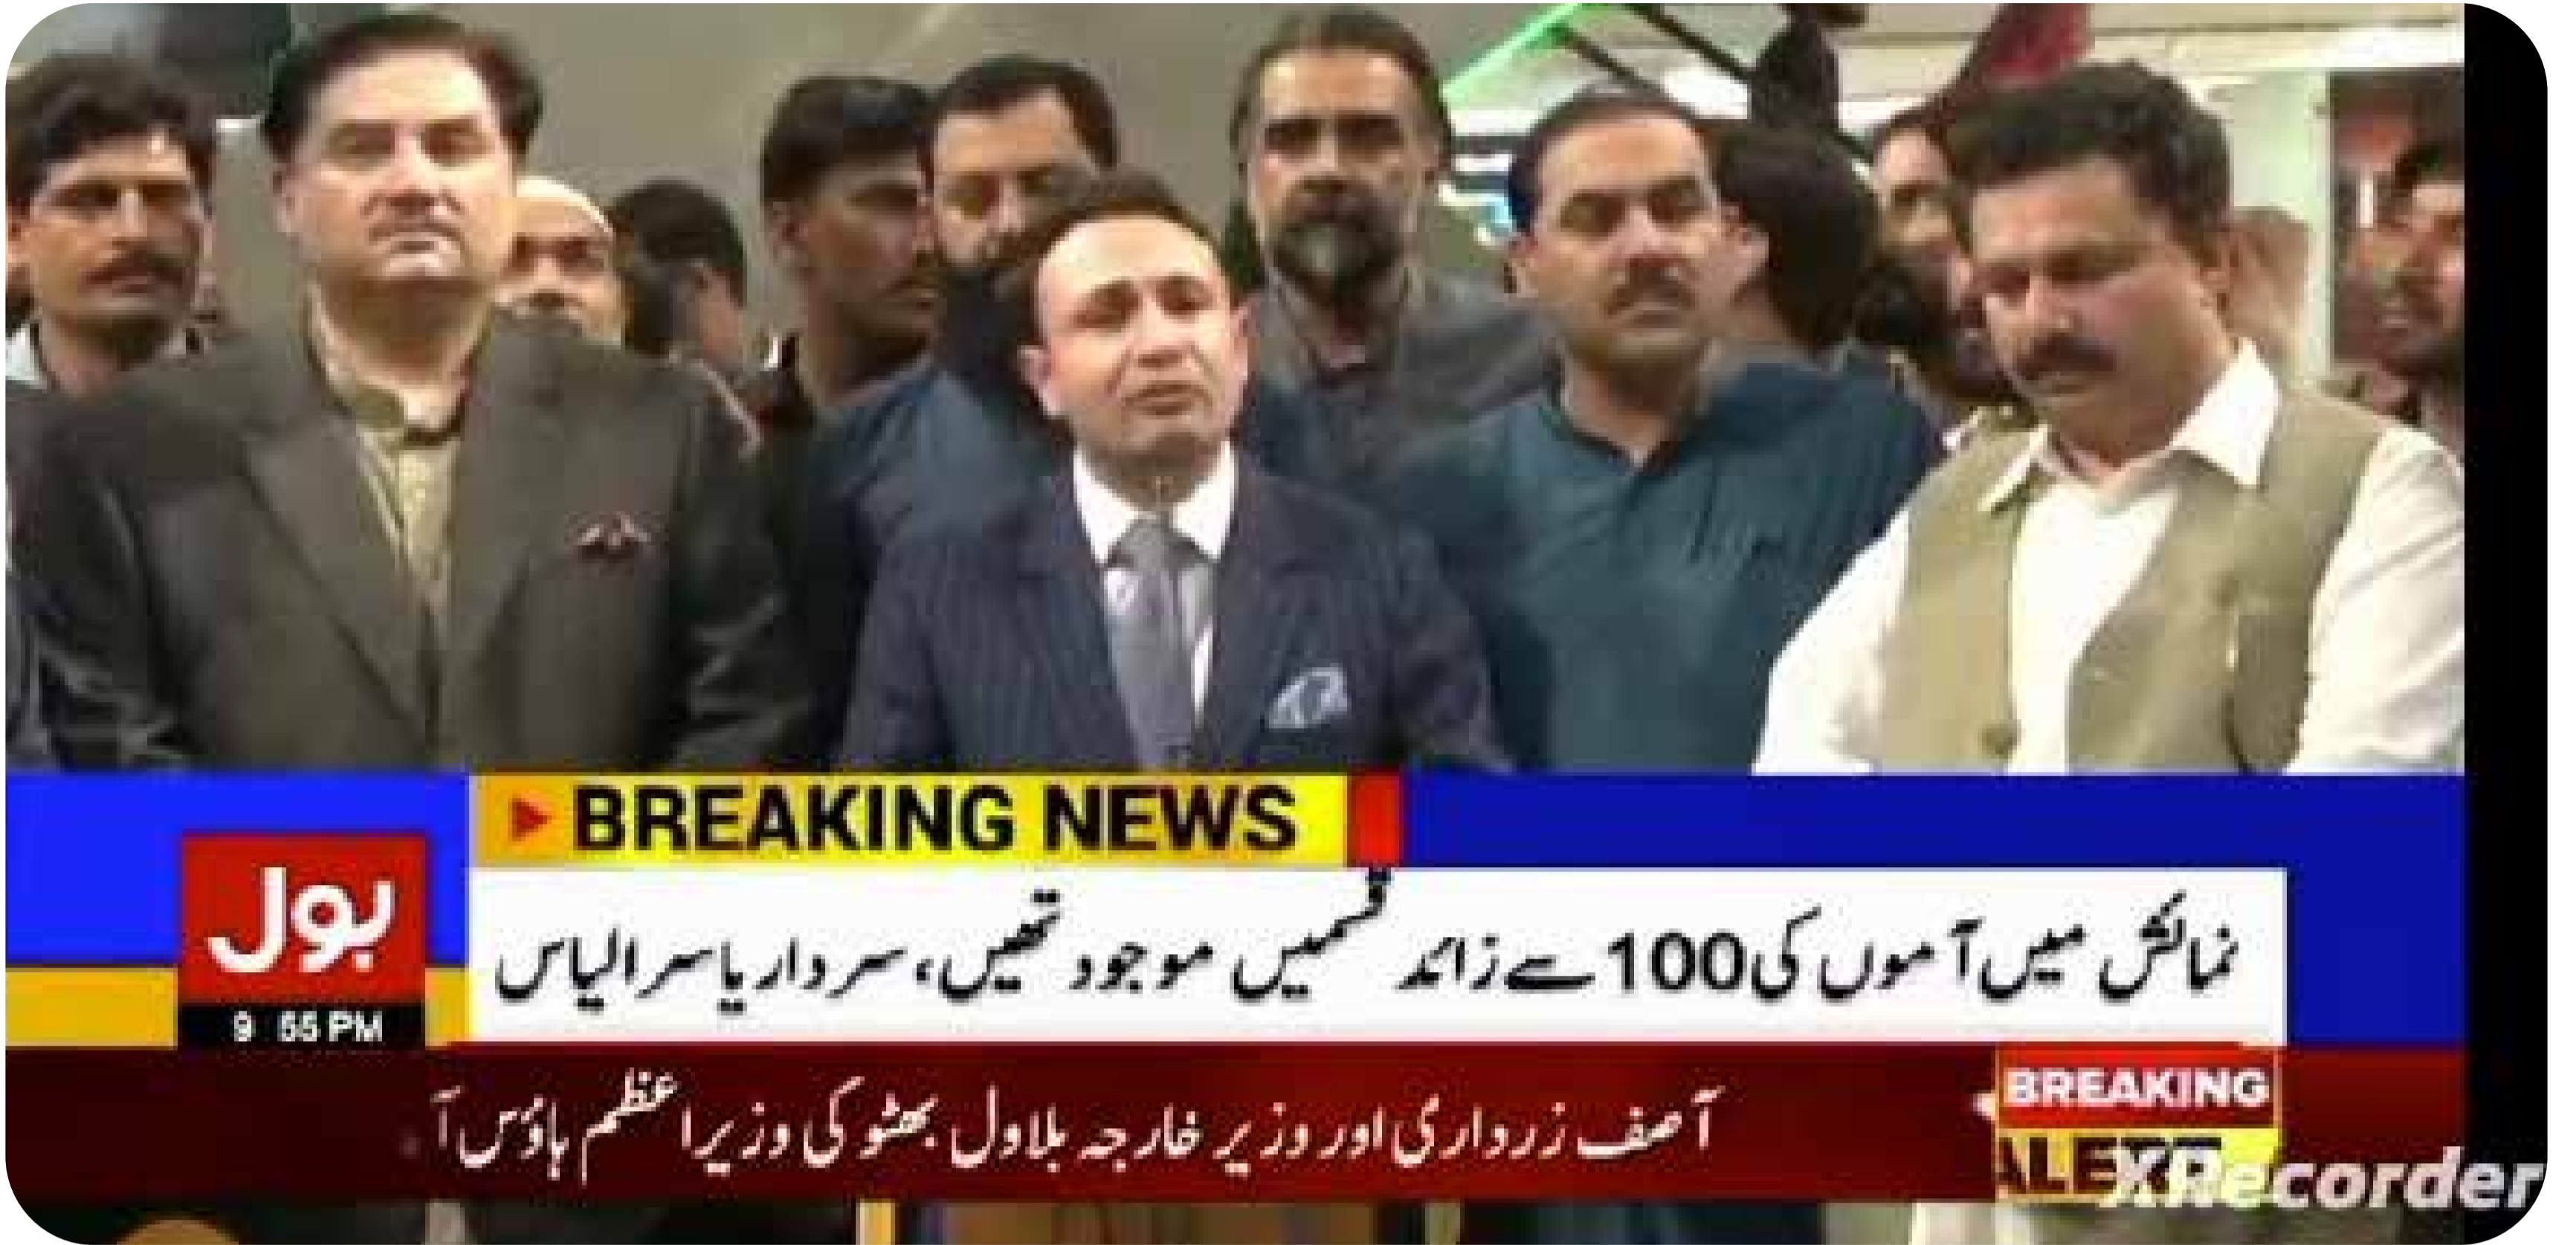 BREAKING NEWS
نمائش میں آموں کی 100 سے زائد قسمیں موجود تھیں، سردار یاسر الیاس
بول
9 55 PM
BREAKING
آصف زرداری اور وزیر خارجہ بلاول بھٹو کی وزیراعظم ہاؤس آ
ALERT
XRecorder